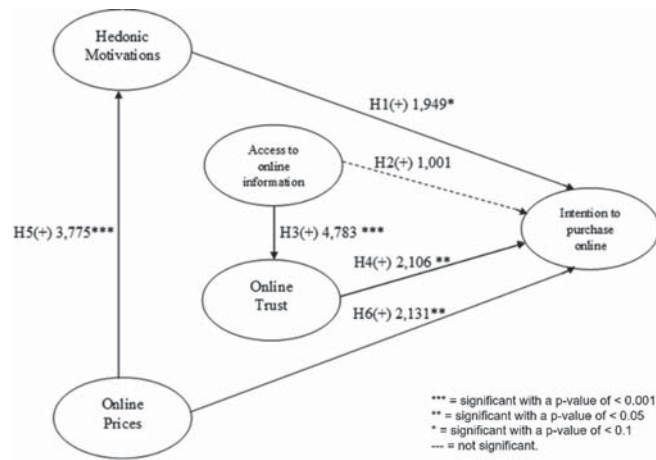 Hedonic
Motivations
H1(+) 1,949*
Access to
online
information
H2(+) 1,001
Intention to
purchase
online
H5(+) 3,775***
H3(+) 4,783 ***
H4(+) 2,106 **
Online
Trust
H6(+) 2,131**
Online
Prices
*** = significant with a p-value of < 0.001
** = significant with a p-value of < 0.05
* = significant with a p-value of < 0.1
--- = not significant.